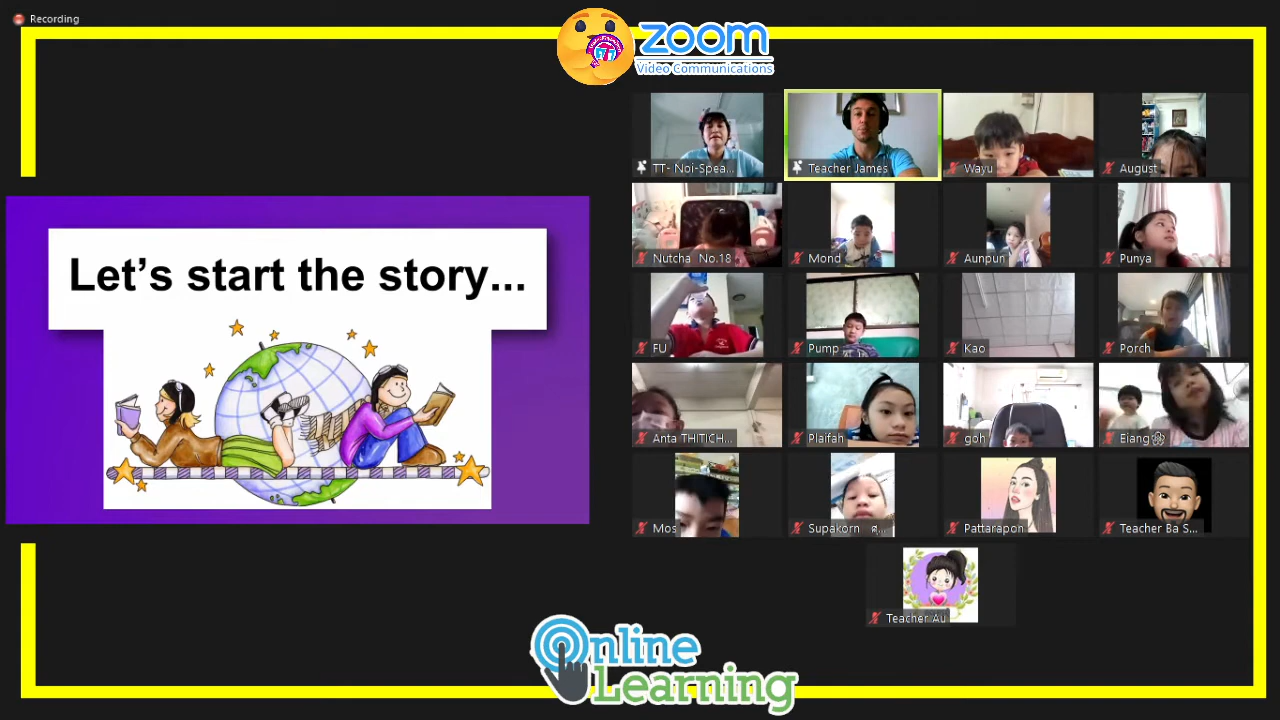 Recording
zoom
Video Communications
TT- Noi-Spea...
Teacher James
Wayu
August
Nutcha No.18
Mond
Aunpun
Punya
Let's start the story...
FU
Pump
Kao
Porch
Anta THITICH...
Plaifah
goh
Eiang
Mos
Supakorn
Pattarapon
Teacher Ba S...
Teacher Au
Online
Learning